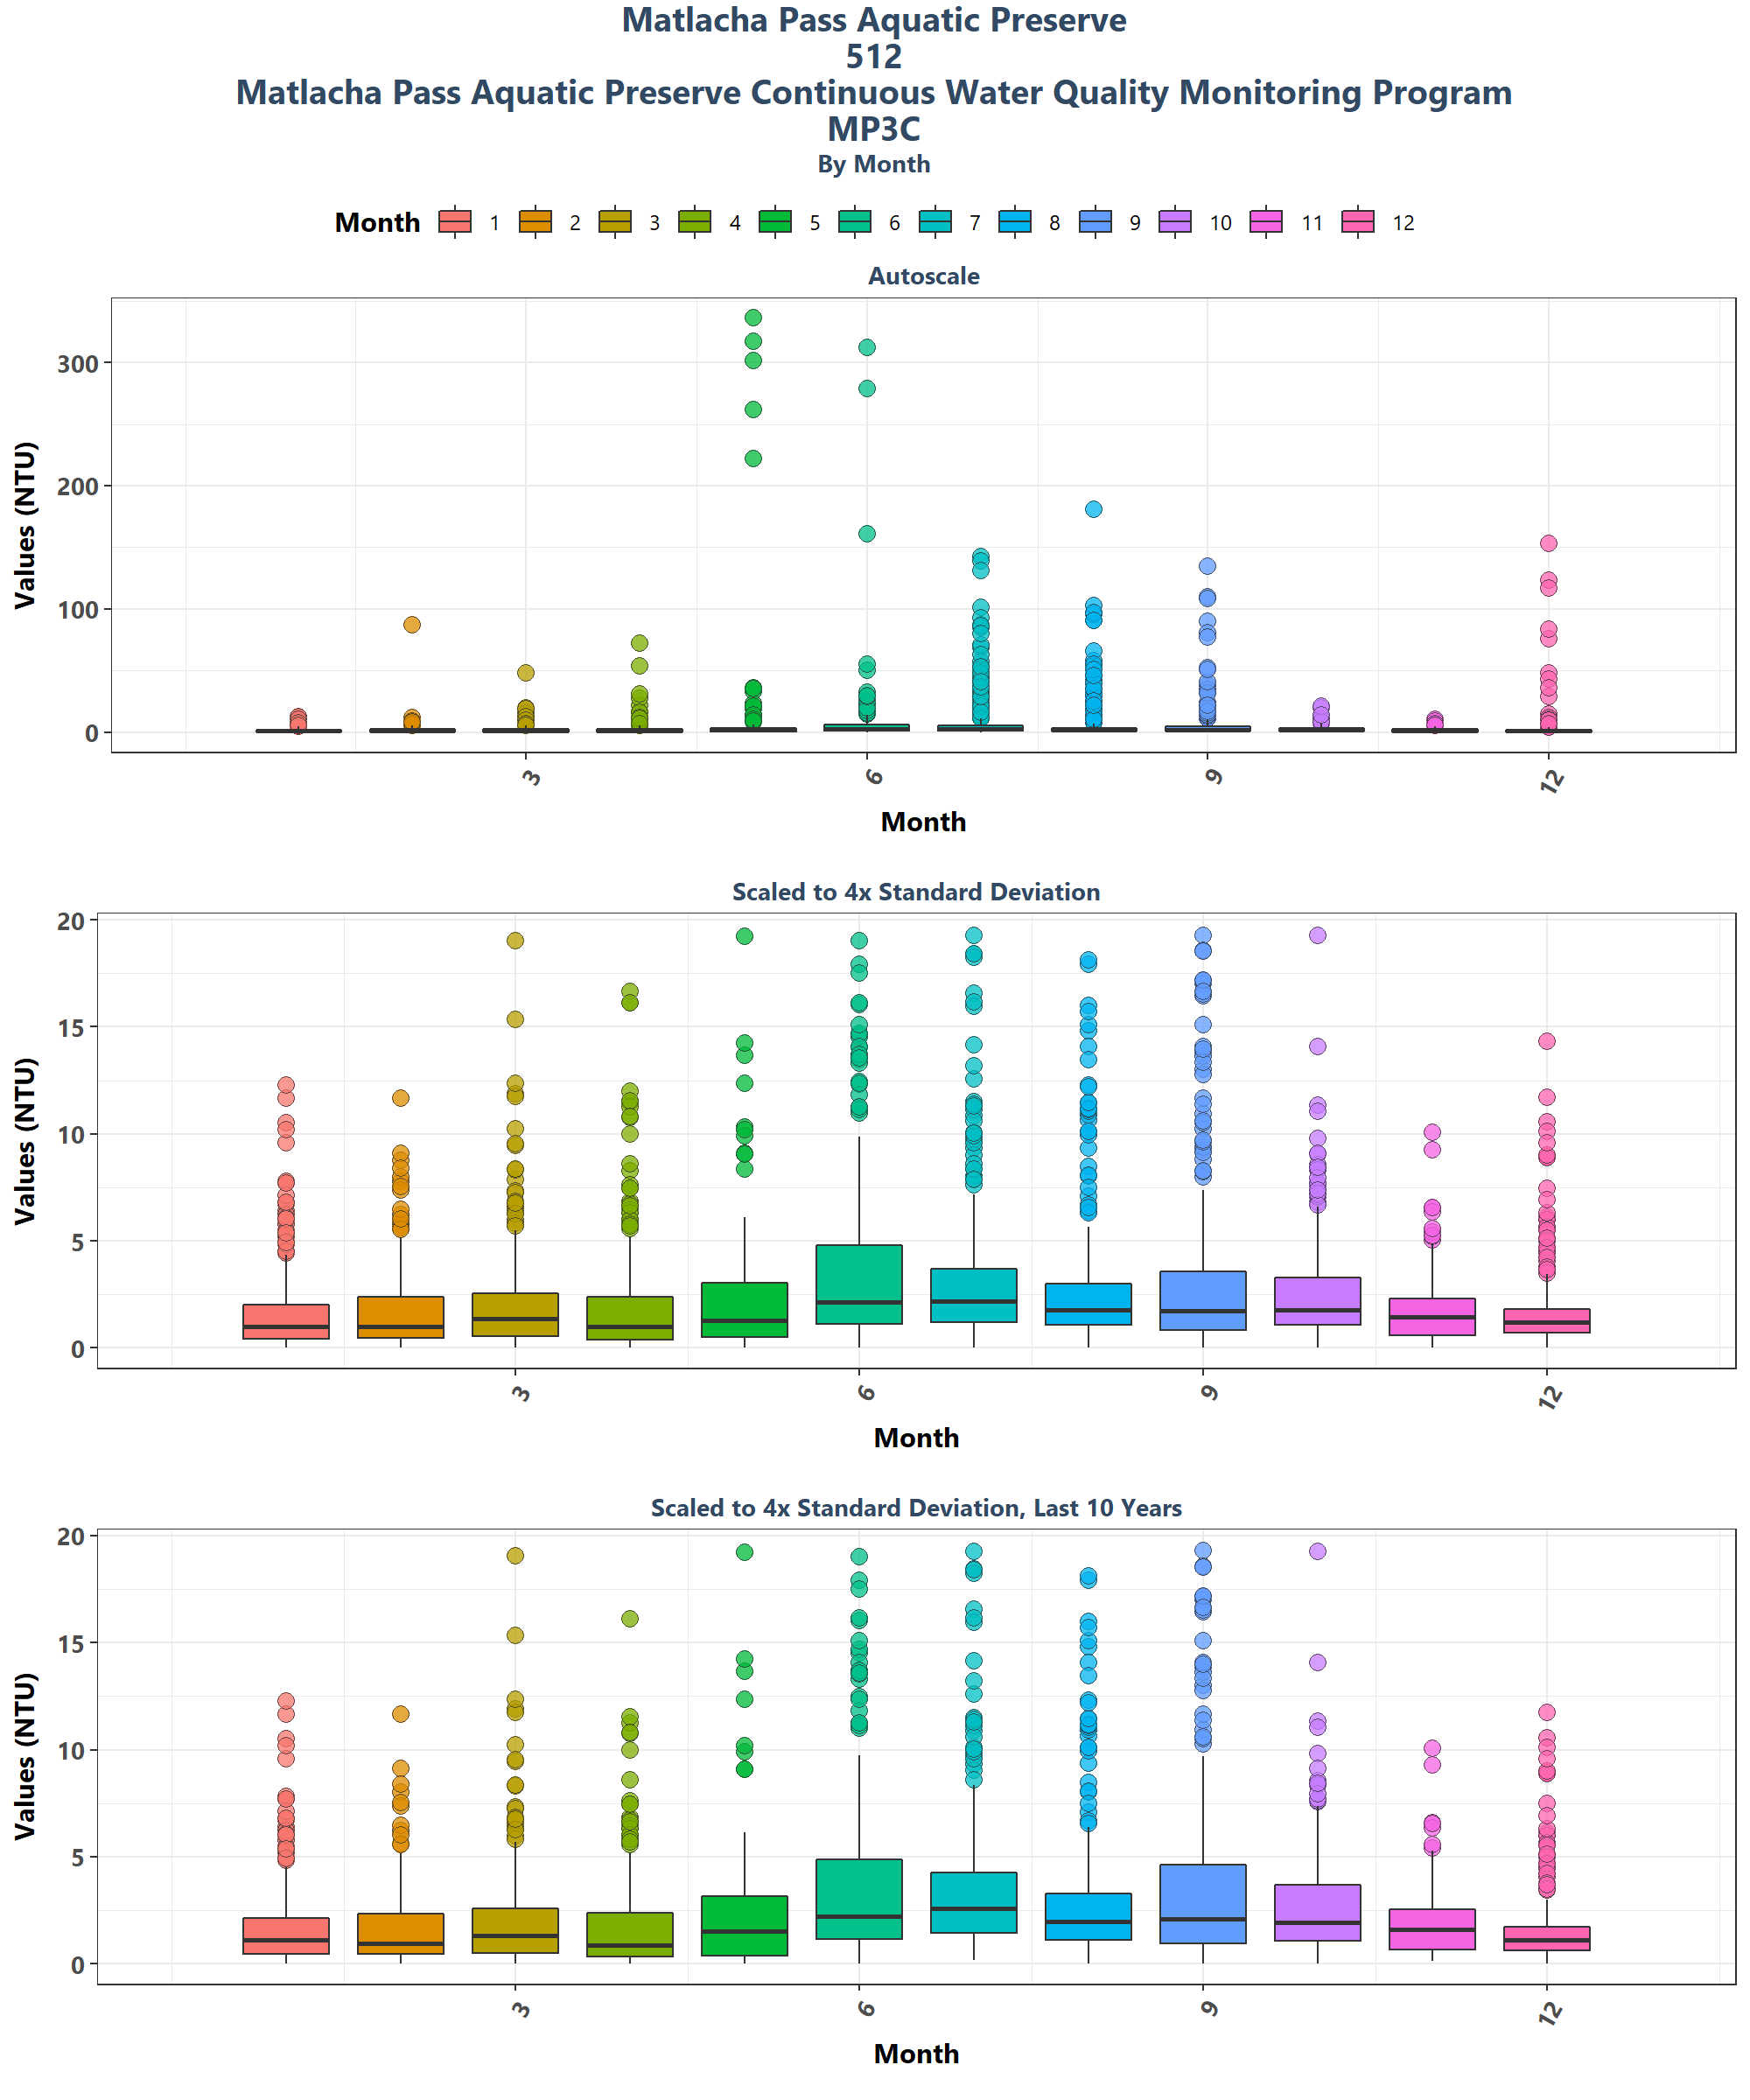 Matlacha Pass Aquatic Preserve
512
Matlacha Pass Aquatic Preserve Continuous Water Quality Monitoring Program
MP3C
By Month
Month 1 2 3 4 5 6 7 8 9 10 11 12
Autoscale
Values (NTU)
300
200
100
0
3 6 9 12
Month
Scaled to 4x Standard Deviation
Values (NTU)
20
15
10
5
0
3 6 9 12
Month
Scaled to 4x Standard Deviation, Last 10 Years
Values (NTU)
20
15
10
5
0
3 6 9 12
Month